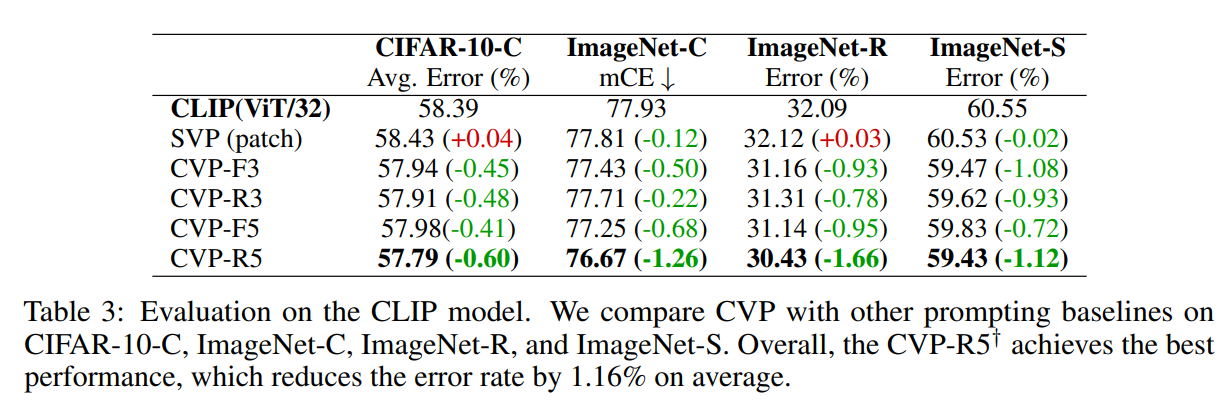 CIFAR-10-C ImageNet-C ImageNet-R ImageNet-S
Avg. Error (%) mCE ↓ Error (%) Error (%)
CLIP(ViT/32) 58.39 77.93 32.09 60.55
SVP (patch) 58.43 (+0.04) 77.81 (-0.12) 32.12 (+0.03) 60.53 (-0.02)
CVP-F3 57.94 (-0.45) 77.43 (-0.50) 31.16 (-0.93) 59.47 (-1.08)
CVP-R3 57.91 (-0.48) 77.71 (-0.22) 31.31 (-0.78) 59.62 (-0.93)
CVP-F5 57.98(-0.41) 77.25 (-0.68) 31.14 (-0.95) 59.83 (-0.72)
CVP-R5 57.79 (-0.60) 76.67 (-1.26) 30.43 (-1.66) 59.43 (-1.12)
Table 3: Evaluation on the CLIP model. We compare CVP with other prompting baselines on
CIFAR-10-C, ImageNet-C, ImageNet-R, and ImageNet-S. Overall, the CVP-R5† achieves the best
performance, which reduces the error rate by 1.16% on average.